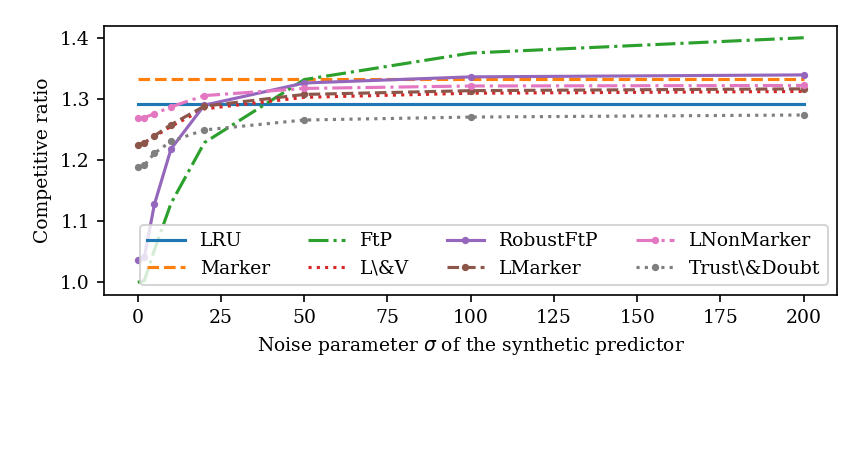 1.4
1.3
1.2
1.1
1.0
Competitive ratio
LRU FtP RobustFtP LNonMarker
Marker L\&V LMarker Trust\&Doubt
0 25 50 75 100 125 150 175 200
Noise parameter σ of the synthetic predictor